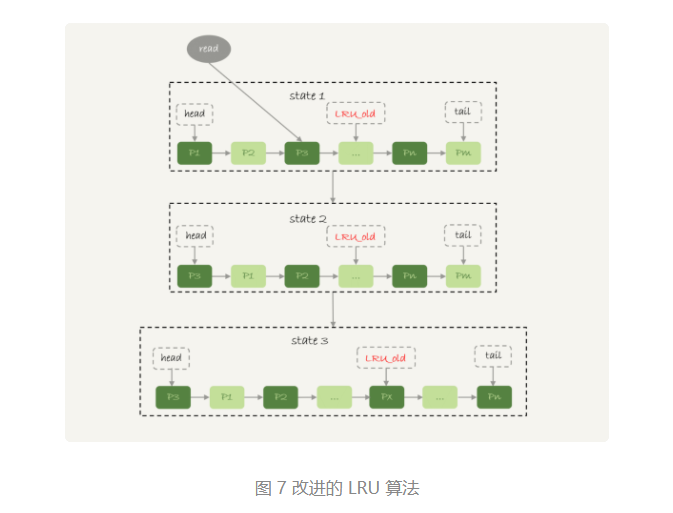 read
state 1
head
LRU_old
tail
P1 P2 P3 .... Pn Pm
state 2
head
LRU_old
tail
P3 P1 P2 .... Pn Pm
state 3
head
LRU_old
tail
P3 P1 P2 .... Px .... Pn
图 7 改进的 LRU 算法